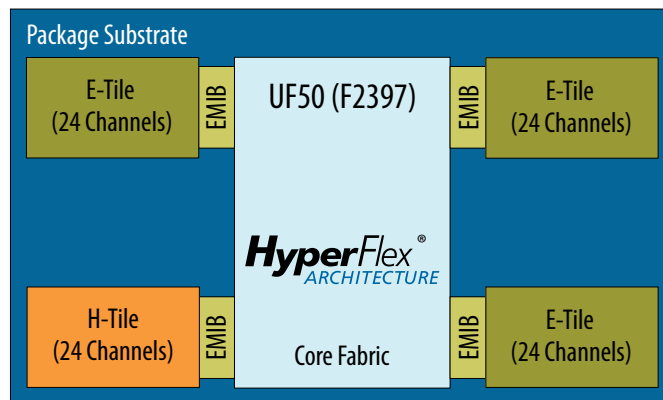 Package Substrate
E-Tile
(24 Channels)
EMIB
UF50 (F2397)
EMIB
E-Tile
(24 Channels)
HyperFlex®
ARCHITECTURE
H-Tile
(24 Channels)
EMIB
Core Fabric
EMIB
E-Tile
(24 Channels)